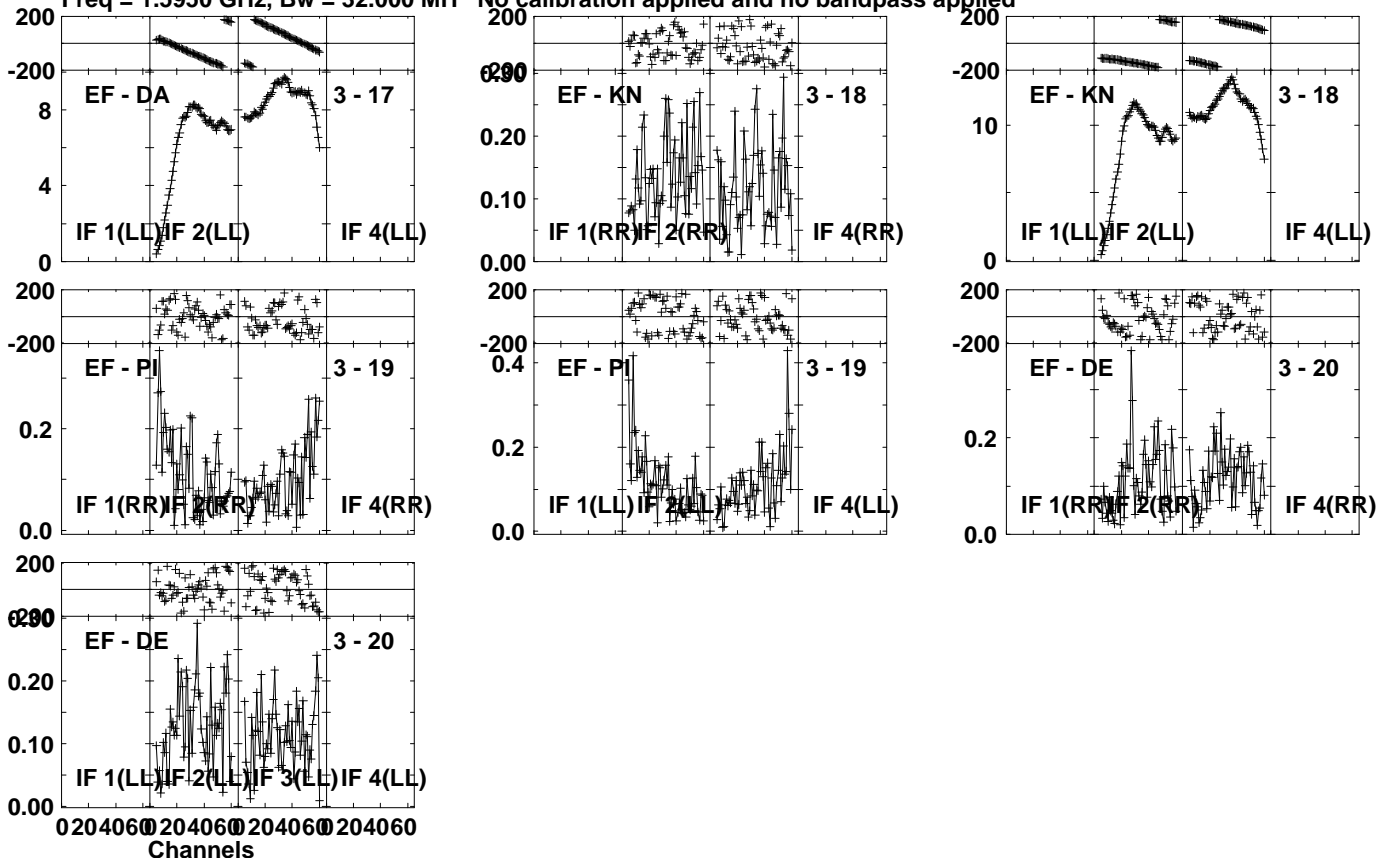 Freq = 1.5950 GHz, Bw = 32.000 MH No calibration applied and no bandpass applied
200
-200
EF - DA
3 - 17
8
4
0
IF 1(LL)
IF 2(LL)
IF 4(LL)
200
-200
0.30
EF - KN
3 - 18
0.20
0.10
0.00
IF 1(RR)
IF 2(RR)
IF 4(RR)
200
-200
EF - KN
3 - 18
10
0
IF 1(LL)
IF 2(LL)
IF 4(LL)
200
-200
EF - PI
3 - 19
0.2
0.0
IF 1(RR)
IF 2(RR)
IF 4(RR)
200
-200
EF - PI
3 - 19
0.4
0.2
0.0
IF 1(LL)
IF 2(LL)
IF 4(LL)
200
-200
EF - DE
3 - 20
0.2
0.0
IF 1(RR)
IF 2(RR)
IF 4(RR)
200
-200
0.30
EF - DE
3 - 20
0.20
0.10
0.00
IF 1(LL)
IF 2(LL)
IF 3(LL)
IF 4(LL)
0 20 40 60 0 20 40 60 0 20 40 60 0 20 40 60
Channels